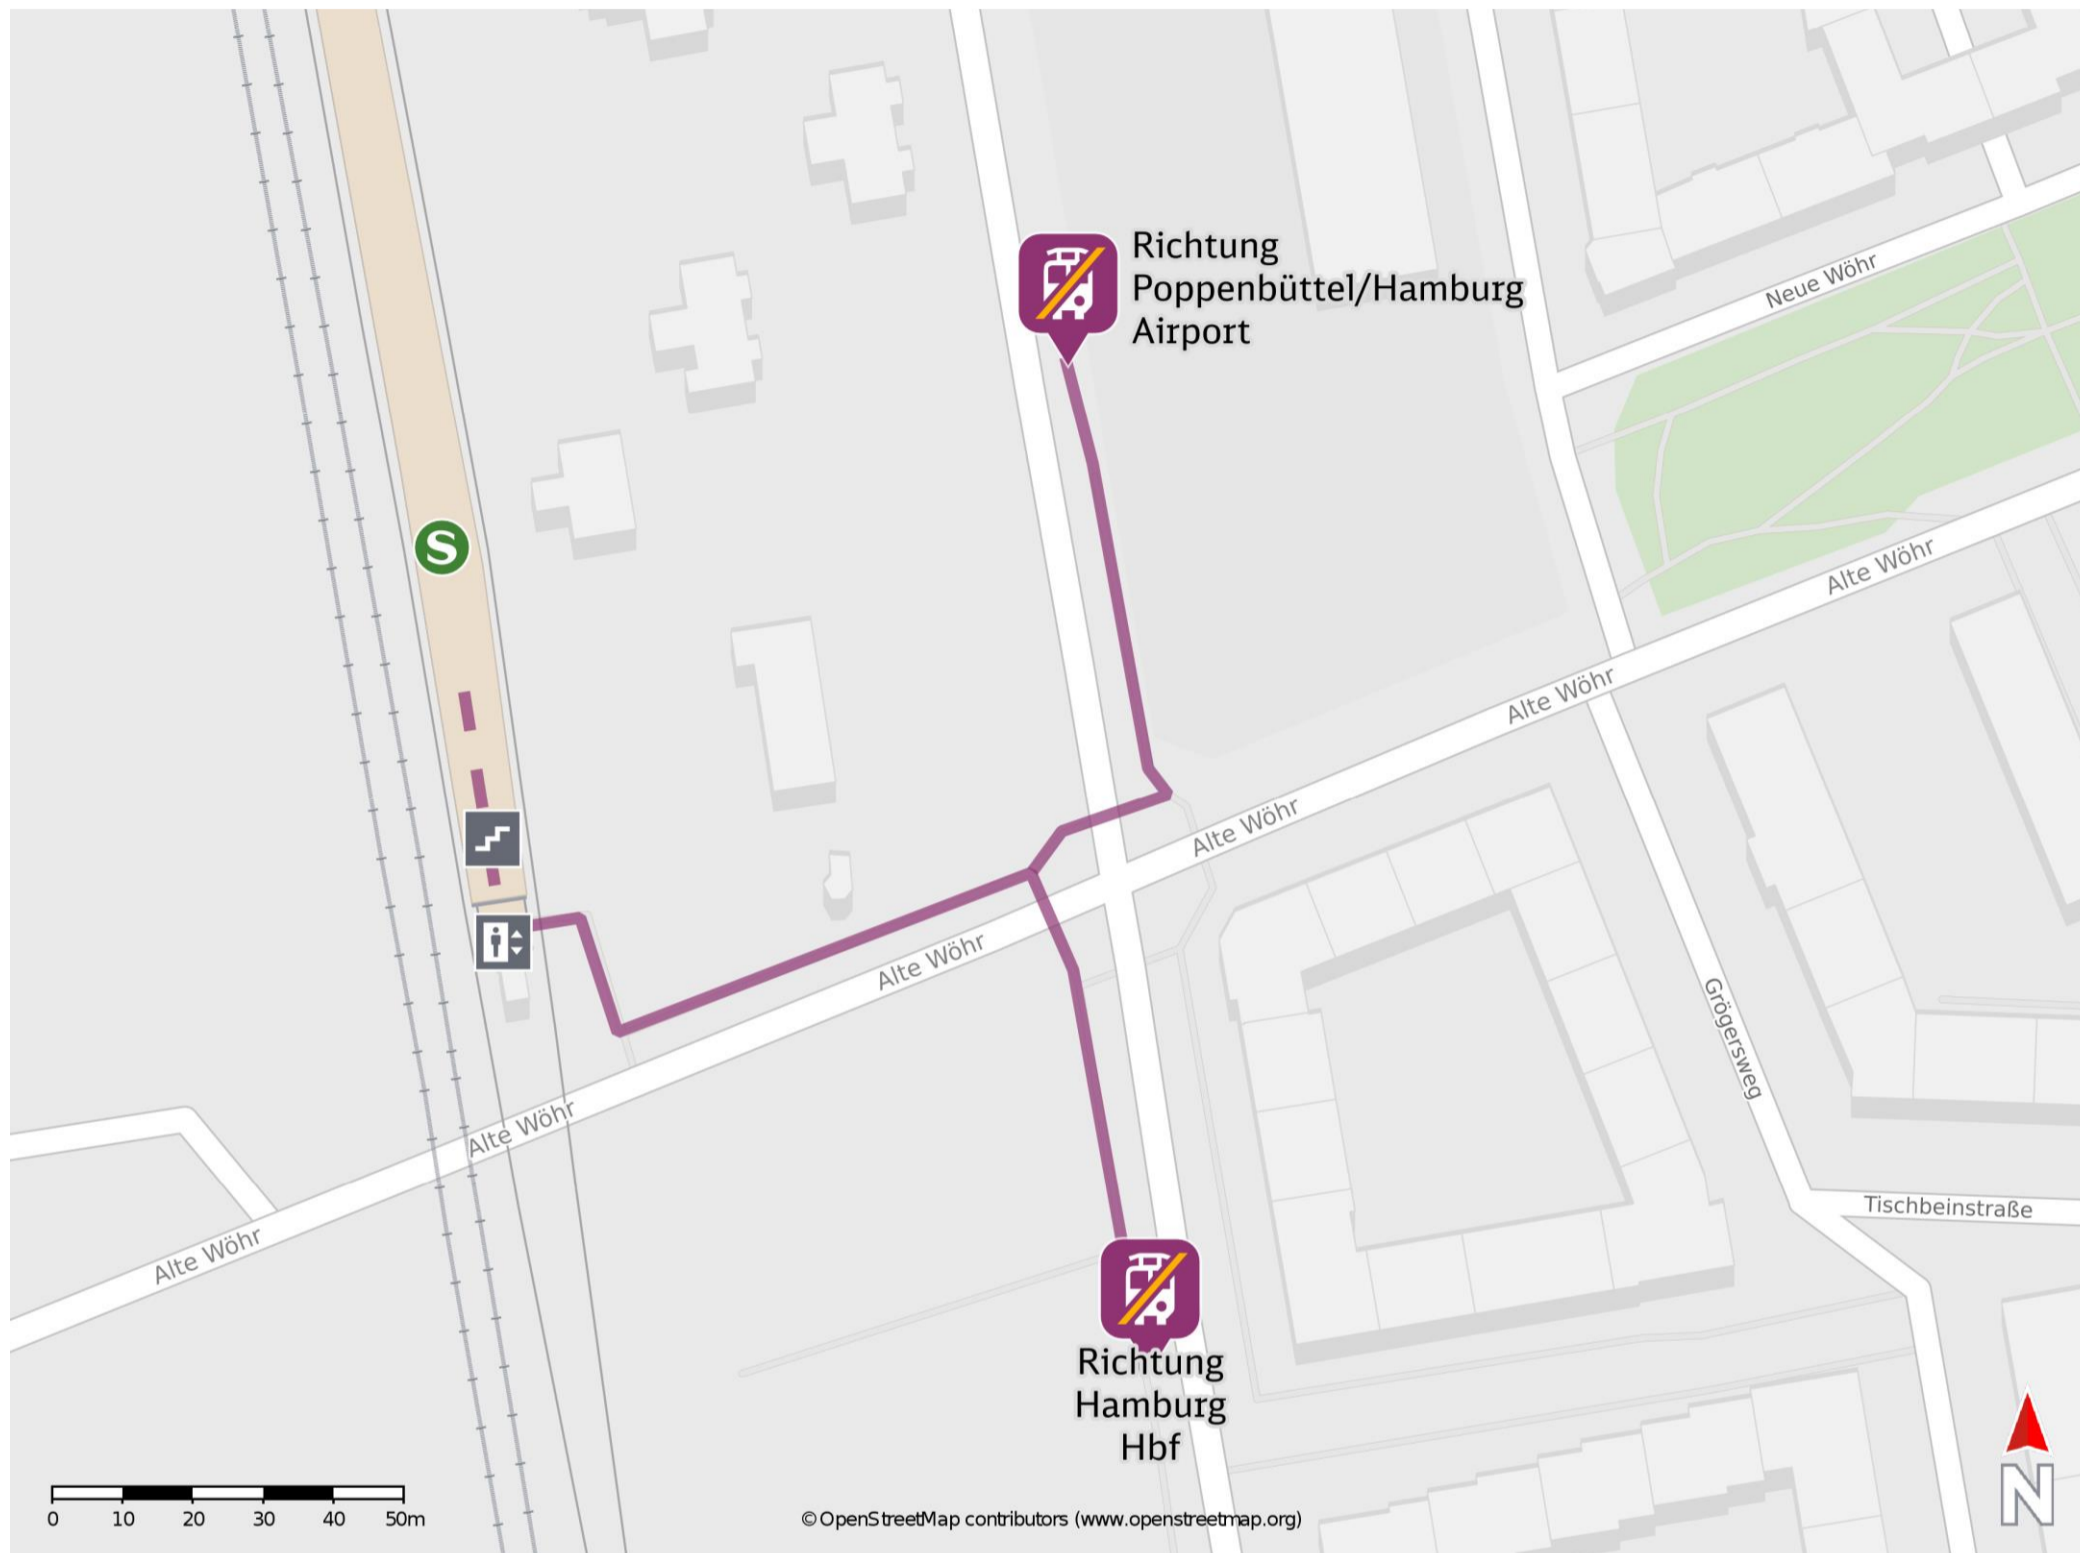 Richtung
Poppenbüttel/Hamburg
Airport
Neue Wöhr
S
Alte Wöhr
Alte Wöhr
Alte Wöhr
Alte Wöhr
Grögersweg
Alte Wöhr
Alte Wöhr
Tischbeinstraße
Richtung
Hamburg
Hbf
0 10 20 30 40 50m
© OpenStreetMap contributors (www.openstreetmap.org)
N